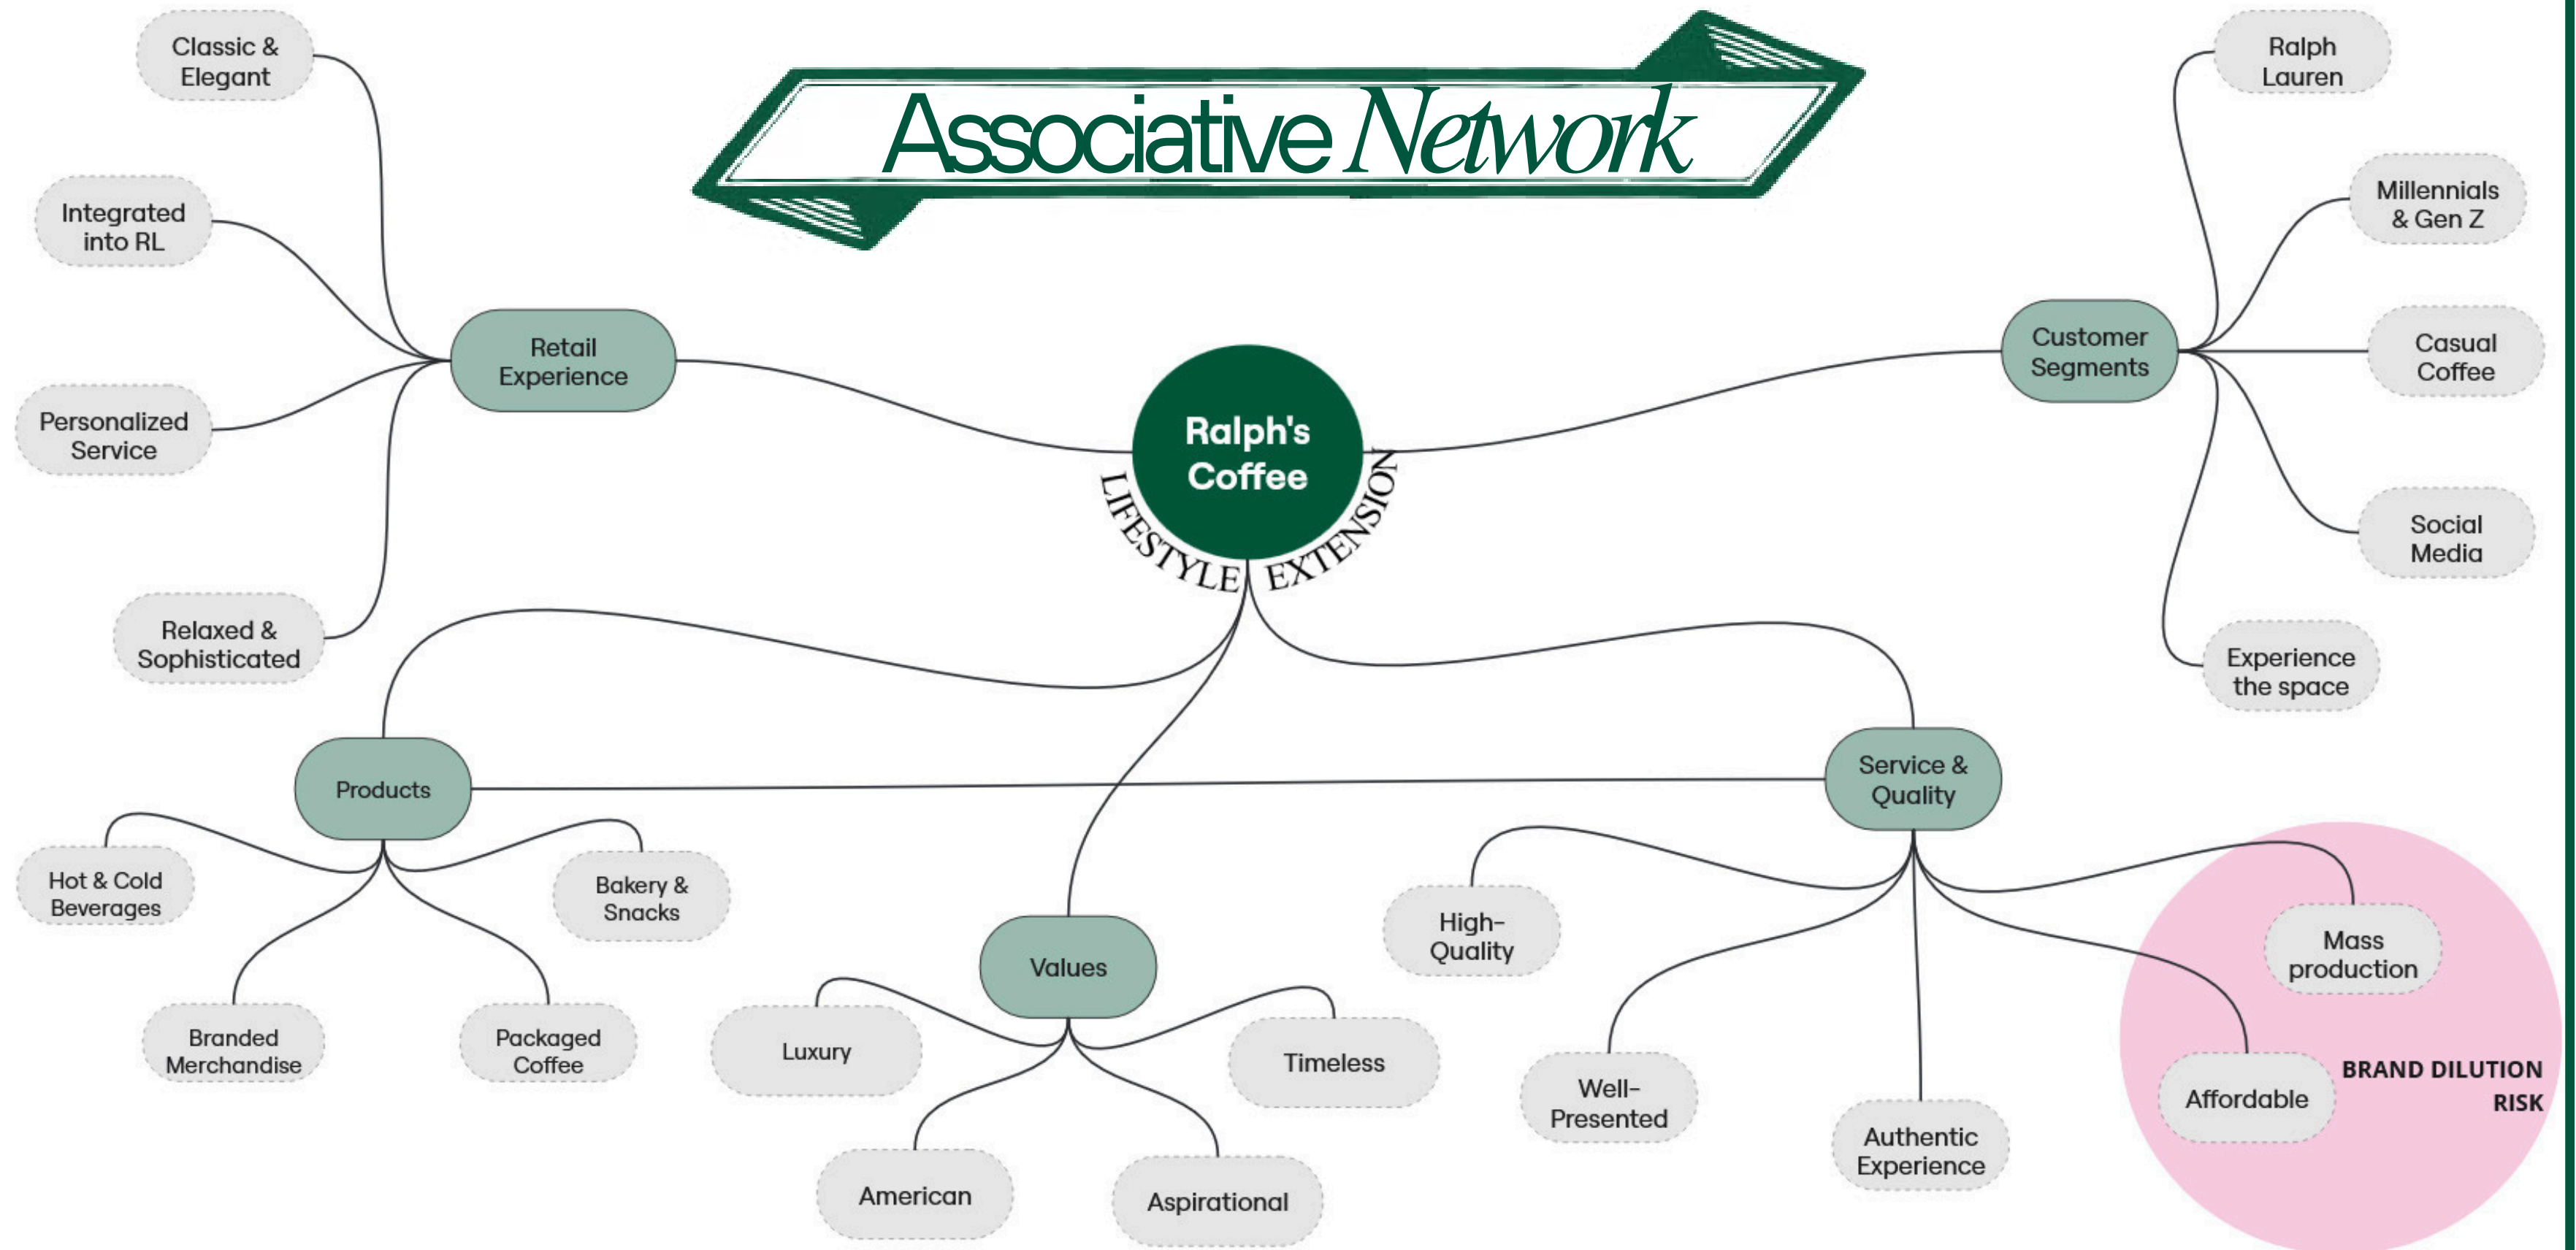 Associative Network
Classic &
Elegant
Integrated
into RL
Personalized
Service
Relaxed &
Sophisticated
Retail
Experience
Ralph's
Coffee
LIFESTYLE EXTENSION
Customer
Segments
Ralph
Lauren
Millennials
& Gen Z
Casual
Coffee
Social
Media
Experience
the space
Products
Hot & Cold
Beverages
Branded
Merchandise
Packaged
Coffee
Bakery &
Snacks
Values
Luxury
American
Aspirational
Timeless
Service &
Quality
High-
Quality
Well-
Presented
Authentic
Experience
Affordable
Mass
production
BRAND DILUTION
RISK